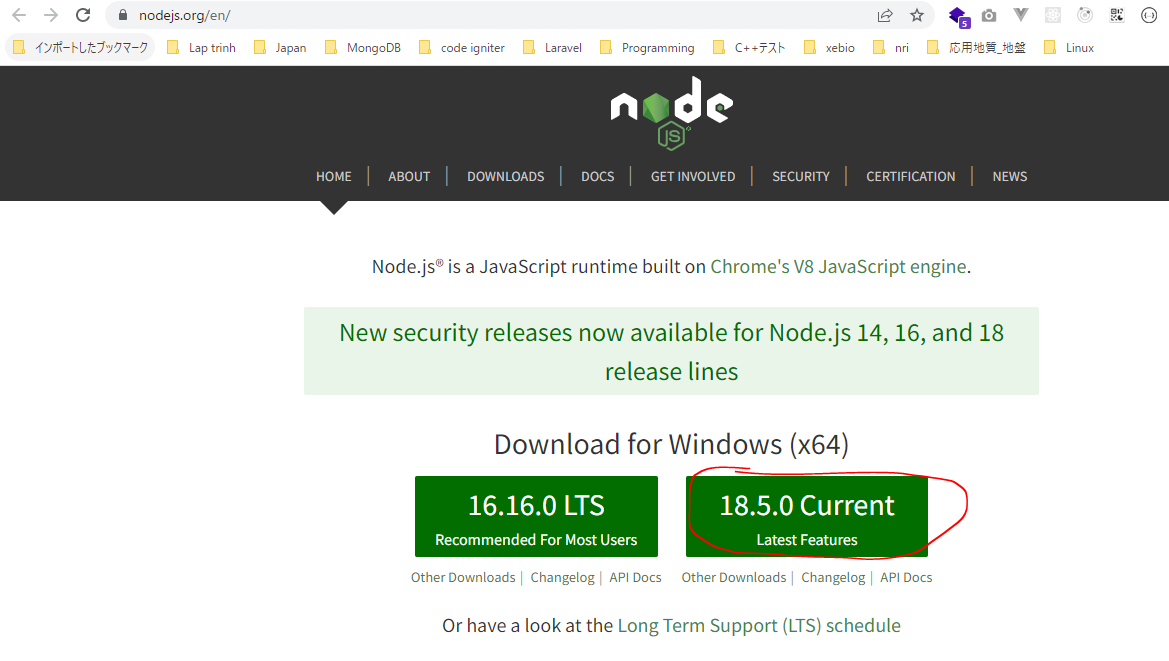 nodejs.org/en/
5
インポートしたブックマーク Lap trinh Japan MongoDB code igniter Laravel Programming C++テスト xebio nri 応用地質_地盤 Linux
node
JS
HOME | ABOUT | DOWNLOADS | DOCS | GET INVOLVED | SECURITY | CERTIFICATION | NEWS
Node.js® is a JavaScript runtime built on Chrome's V8 JavaScript engine.
New security releases now available for Node.js 14, 16, and 18
release lines
Download for Windows (x64)
16.16.0 LTS
Recommended For Most Users
18.5.0 Current
Latest Features
Other Downloads | Changelog | API Docs
Other Downloads | Changelog | API Docs
Or have a look at the Long Term Support (LTS) schedule